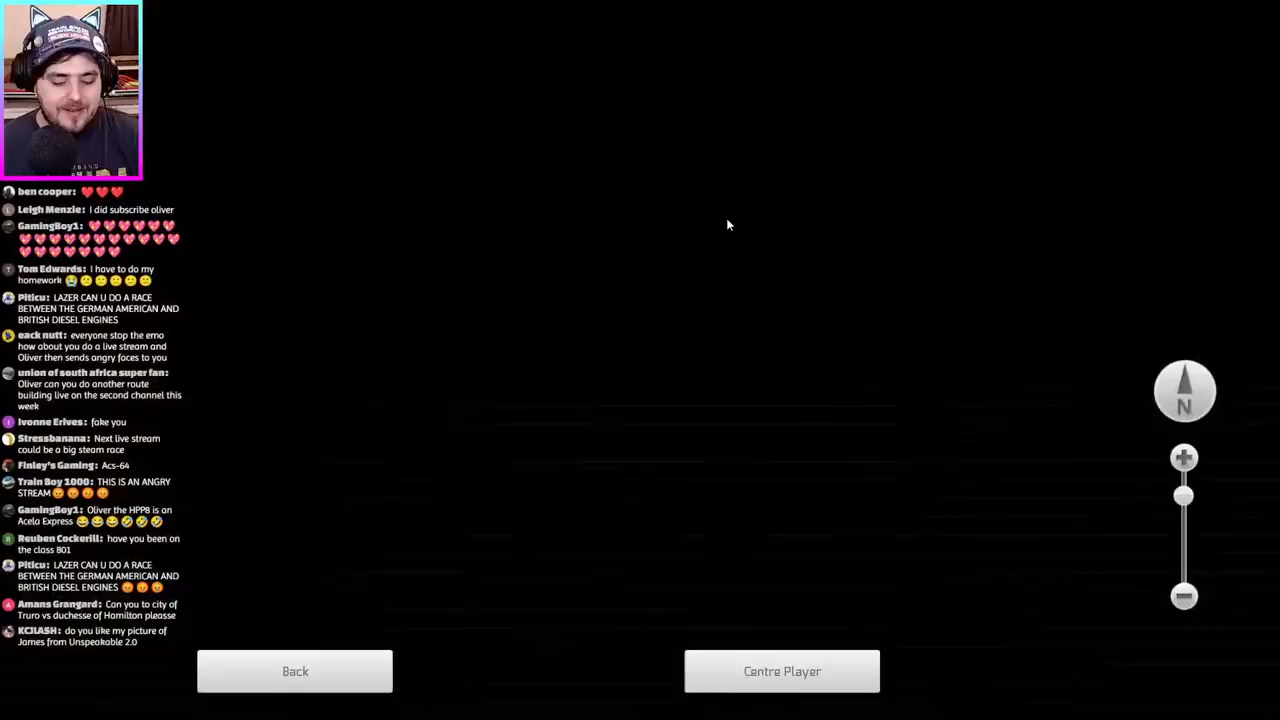 TRAIN SIM
ben cooper: ❤️ ❤️ ❤️
Leigh Menzie: I did subscribe oliver
GamingBoy1: 💖 💖 💖 💖 💖 💖
💖 💖 💖 💖 💖 💖 💖 💖 💖 💖 💖
💖 💖 💖 💖 💖 💖 💖
Tom Edwards: I have to do my
homework 😭 😕 😕 😕 😕 😕
Piticu: LAZER CAN U DO A RACE
BETWEEN THE GERMAN AMERICAN AND
BRITISH DIESEL ENGINES
eack nutt: everyone stop the emo
how about you do a live stream and
Oliver then sends angry faces to you
union of south africa super fan:
Oliver can you do another route
building live on the second channel this
week
Ivonne Erives: fake you
Stressbanana: Next live stream
could be a big steam race
Finley's Gaming: Acs-64
Train Boy 1000: THIS IS AN ANGRY
STREAM 😡 😡 😡 😡
GamingBoy1: Oliver the HPP8 is an
Acela Express 😂 😂 😂 🤣 🤣 🤣
Reuben Cockerill: have you been on
the class 801
Piticu: LAZER CAN U DO A RACE
BETWEEN THE GERMAN AMERICAN AND
BRITISH DIESEL ENGINES 😡 😡 😡
Amans Grangard: Can you to city of
Truro vs duchesse of Hamilton pleasse
KCJLASH: do you like my picture of
James from Unspeakable 2.0
N
Back
Centre Player